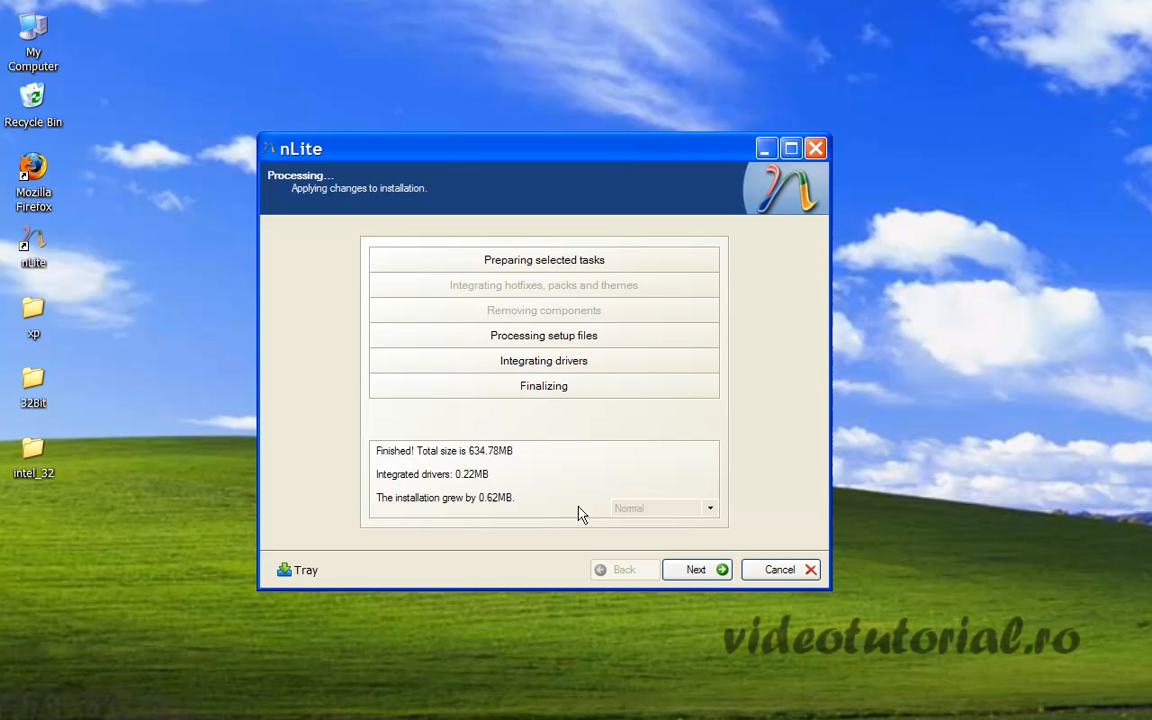 My
Computer
Recycle Bin
Mozilla
Firefox
nLite
xp
32Bit
intel_32
nLite
Processing...
Applying changes to installation.
Preparing selected tasks
Integrating hotfixes, packs and themes
Removing components
Processing setup files
Integrating drivers
Finalizing
Finished! Total size is 634.78MB
Integrated drivers: 0.22MB
The installation grew by 0.62MB.
Normal
Tray
Back
Next
Cancel
videotutorial.ro